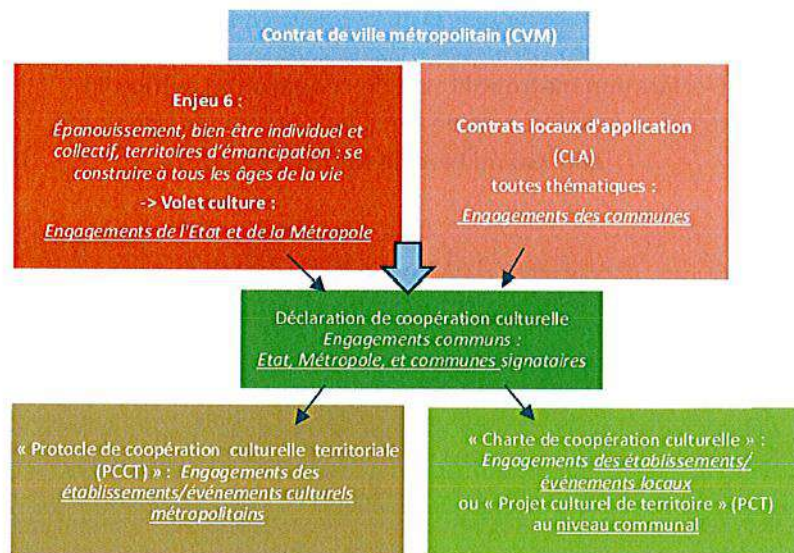 Contrat de ville métropolitain (CVM)
Enjeu 6 :
Épanouissement, bien-être individuel et
collectif, territoires d'émancipation : se
construire à tous les âges de la vie
-> Volet culture :
Engagements de l'Etat et de la Métropole
Contrats locaux d'application
(CLA)
toutes thématiques :
Engagements des communes
Déclaration de coopération culturelle
Engagements communs :
Etat, Métropole, et communes signataires
« Protocle de coopération culturelle territoriale
(PCCT) » : Engagements des
établissements/événements culturels
métropolitains
« Charte de coopération culturelle » :
Engagements des établissements/
évènements locaux
ou « Projet culturel de territoire » (PCT)
au niveau communal